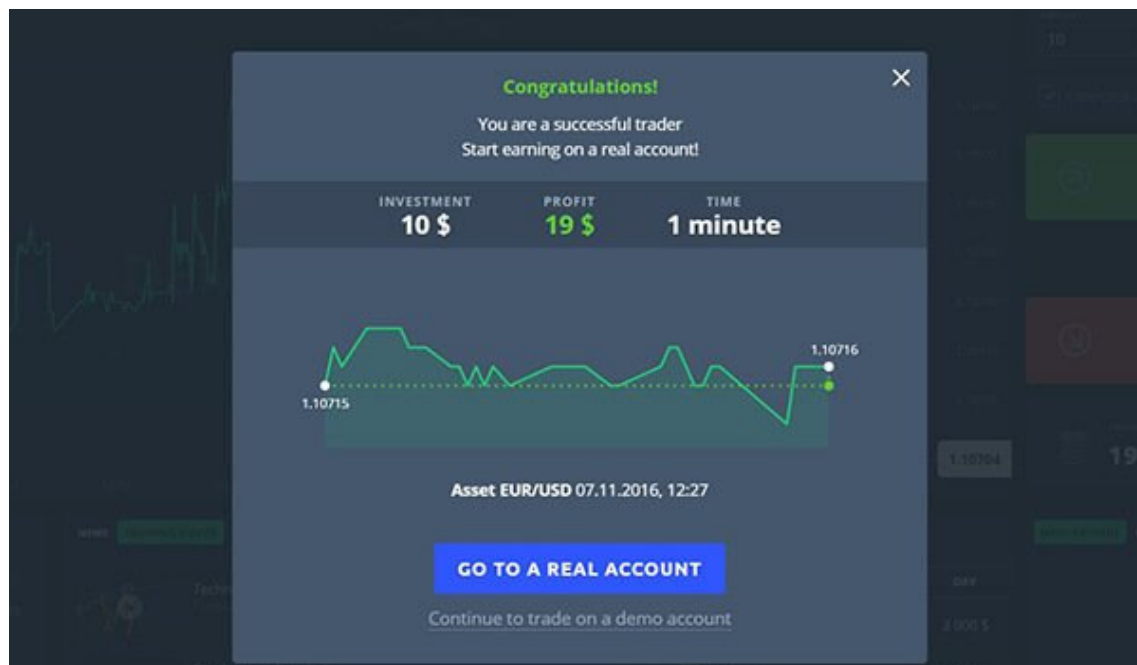 10
Congratulations!
You are a successful trader
Start earning on a real account!
INVESTMENT
10 $
PROFIT
19 $
TIME
1 minute
1.10716
1.10715
1.10704
19
Asset EUR/USD 07.11.2016, 12:27
GO TO A REAL ACCOUNT
Continue to trade on a demo account